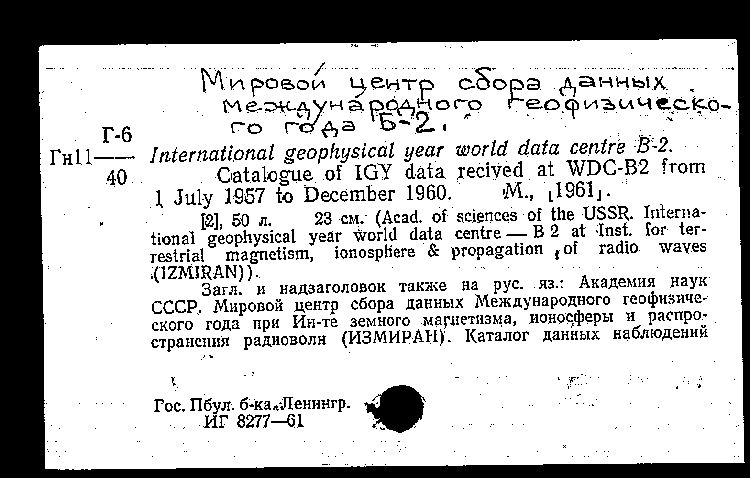 Мировой центр сбора данных
международного геофизическо-
го года Б-2.
Г-6
Гн11—
40
International geophysical year world data centre B-2.
Catalogue of IGY data recived at WDC-B2 from
1 July 1957 to December 1960. М., [1961].
[2], 50 л. 23 см. (Acad. of sciences of the USSR. Interna-
tional geophysical year world data centre — B 2 at Inst. for ter-
restrial magnetism, ionosphere & propagation of radio waves
(IZMIRAN)).
Загл. и надзаголовок также на рус. яз.: Академия наук
СССР. Мировой центр сбора данных Международного геофизиче-
ского года при Ин-те земного магнетизма, ионосферы и распро-
странения радиоволн (ИЗМИРАН). Каталог данных наблюдений
Гос. Пбул. б-ка. Ленингр.
ИГ 8277—61